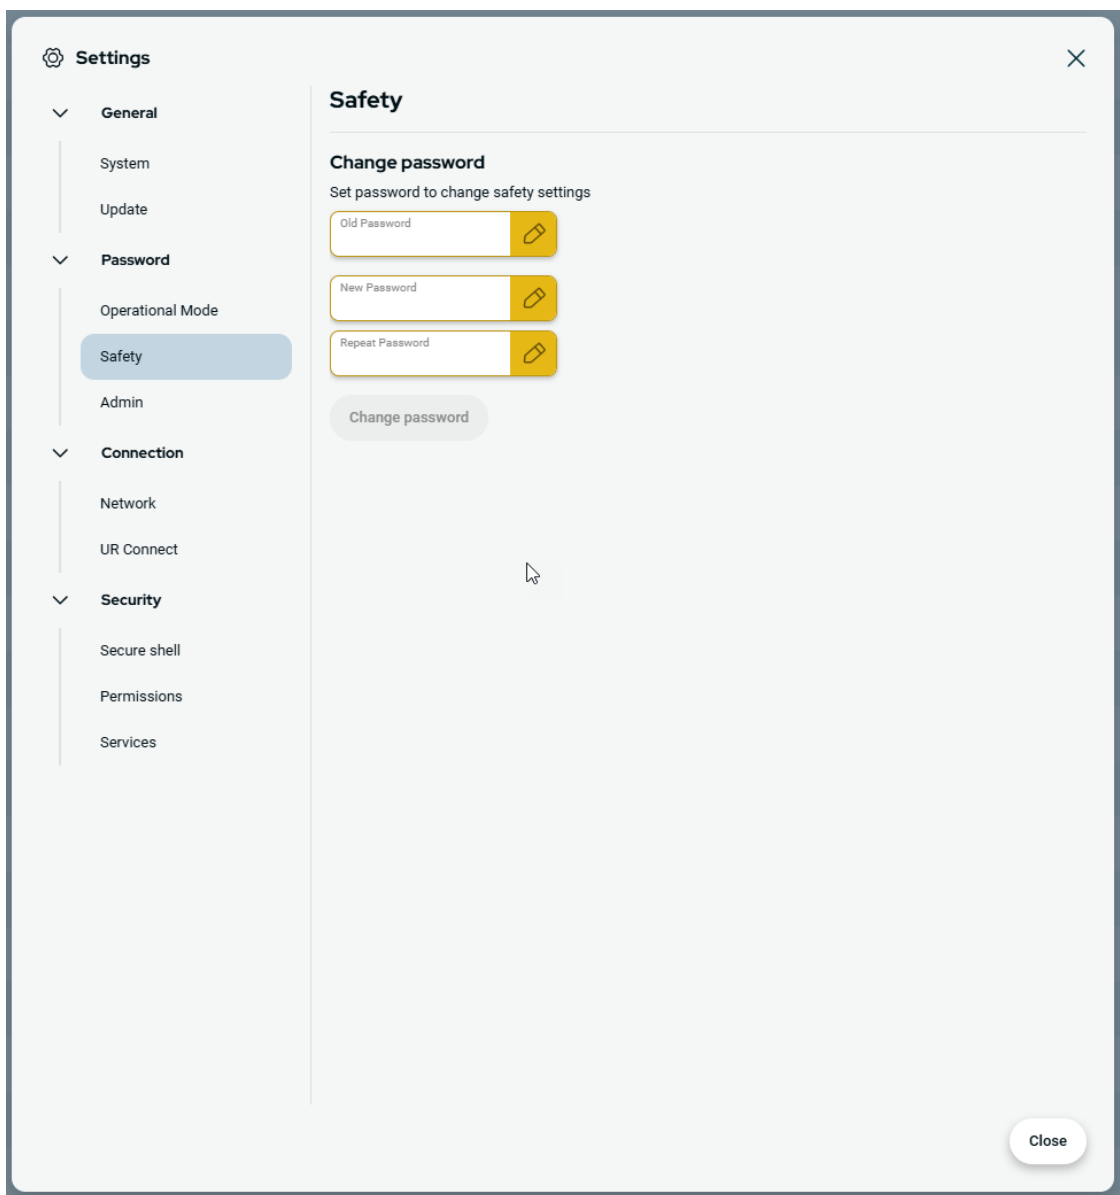 Settings
General
System
Update
Password
Operational Mode
Safety
Admin
Connection
Network
UR Connect
Security
Secure shell
Permissions
Services
Safety
Change password
Set password to change safety settings
Old Password
New Password
Repeat Password
Change password
Close